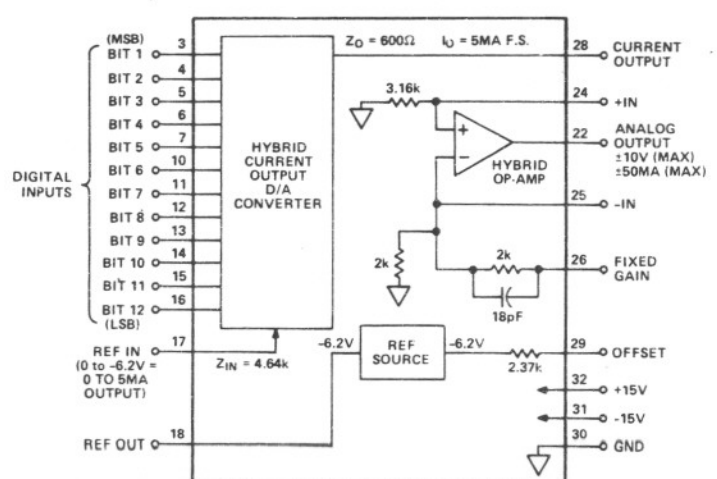 (MSB)
BIT 1
3
BIT 2
4
BIT 3
5
BIT 4
6
BIT 5
7
BIT 6
10
BIT 7
11
BIT 8
12
BIT 9
13
BIT 10
14
BIT 11
15
BIT 12
16
(LSB)
DIGITAL
INPUTS
REF IN
17
(0 to -6.2V =
0 TO 5MA
OUTPUT)
REF OUT
18
HYBRID
CURRENT
OUTPUT
D/A
CONVERTER
ZIN = 4.64k
ZO = 600Ω IO = 5MA F.S.
3.16k
+
−
HYBRID
OP-AMP
2k
2k
18pF
-6.2V
REF
SOURCE
-6.2V
2.37k
28
CURRENT
OUTPUT
24
+IN
22
ANALOG
OUTPUT
±10V (MAX)
±50MA (MAX)
25
-IN
26
FIXED
GAIN
29
OFFSET
32
+15V
31
-15V
30
GND